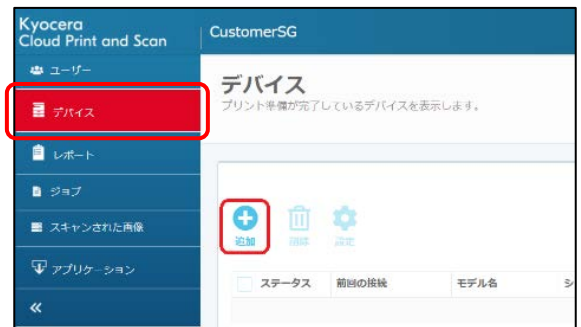 Kyocera
Cloud Print and Scan
CustomerSG
ユーザー
デバイス
レポート
ジョブ
スキャンされた画像
アプリケーション
«
デバイス
プリント準備が完了しているデバイスを表示します。
追加 削除 設定
ステータス 前回の接続 モデル名 シ